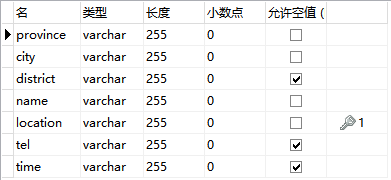 名 类型 长度 小数点 允许空值 (
province varchar 255 0
city varchar 255 0
district varchar 255 0
name varchar 255 0
location varchar 255 0 1
tel varchar 255 0
time varchar 255 0